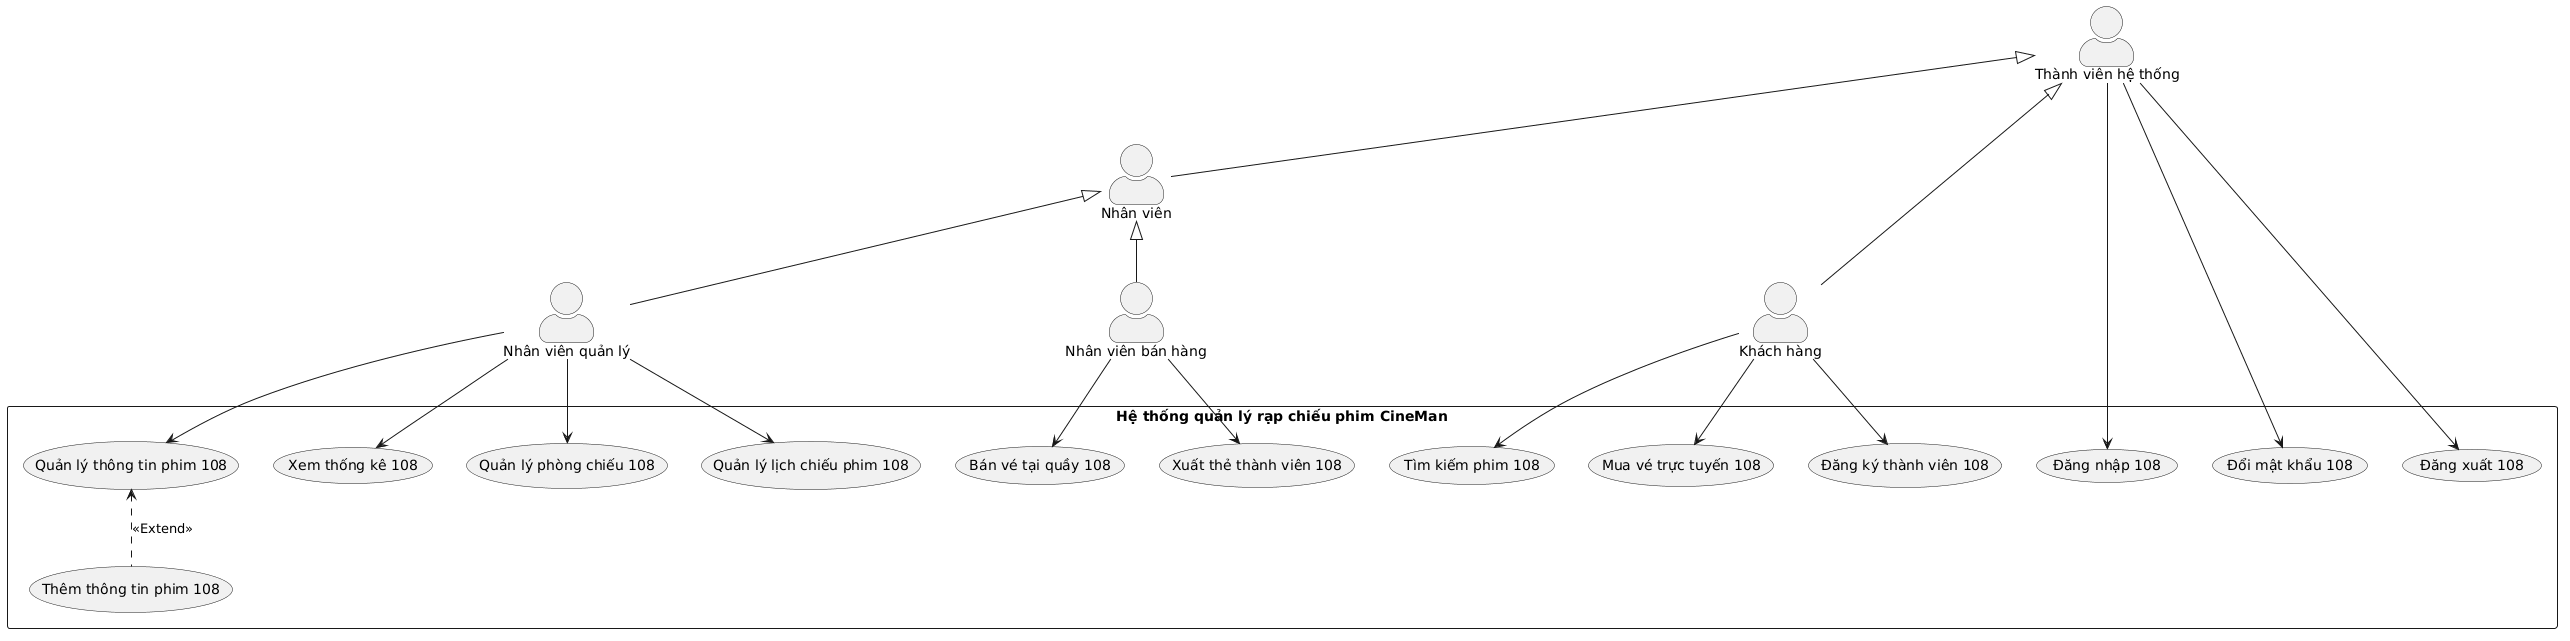 Thành viên hệ thống
Nhân viên
Nhân viên quản lý
Nhân viên bán hàng
Khách hàng
Hệ thống quản lý rạp chiếu phim CineMan
Quản lý thông tin phim 108
Xem thống kê 108
Quản lý phòng chiếu 108
Quản lý lịch chiếu phim 108
Bán vé tại quầy 108
Xuất thẻ thành viên 108
Tìm kiếm phim 108
Mua vé trực tuyến 108
Đăng ký thành viên 108
Đăng nhập 108
Đổi mật khẩu 108
Đăng xuất 108
«Extend»
Thêm thông tin phim 108